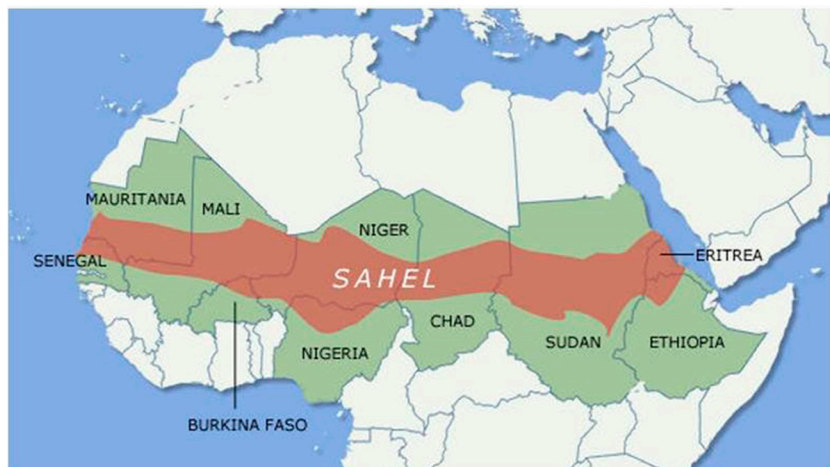 MAURITANIA
MALI
NIGER
ERITREA
SENEGAL
SAHEL
CHAD
SUDAN
ETHIOPIA
NIGERIA
BURKINA FASO